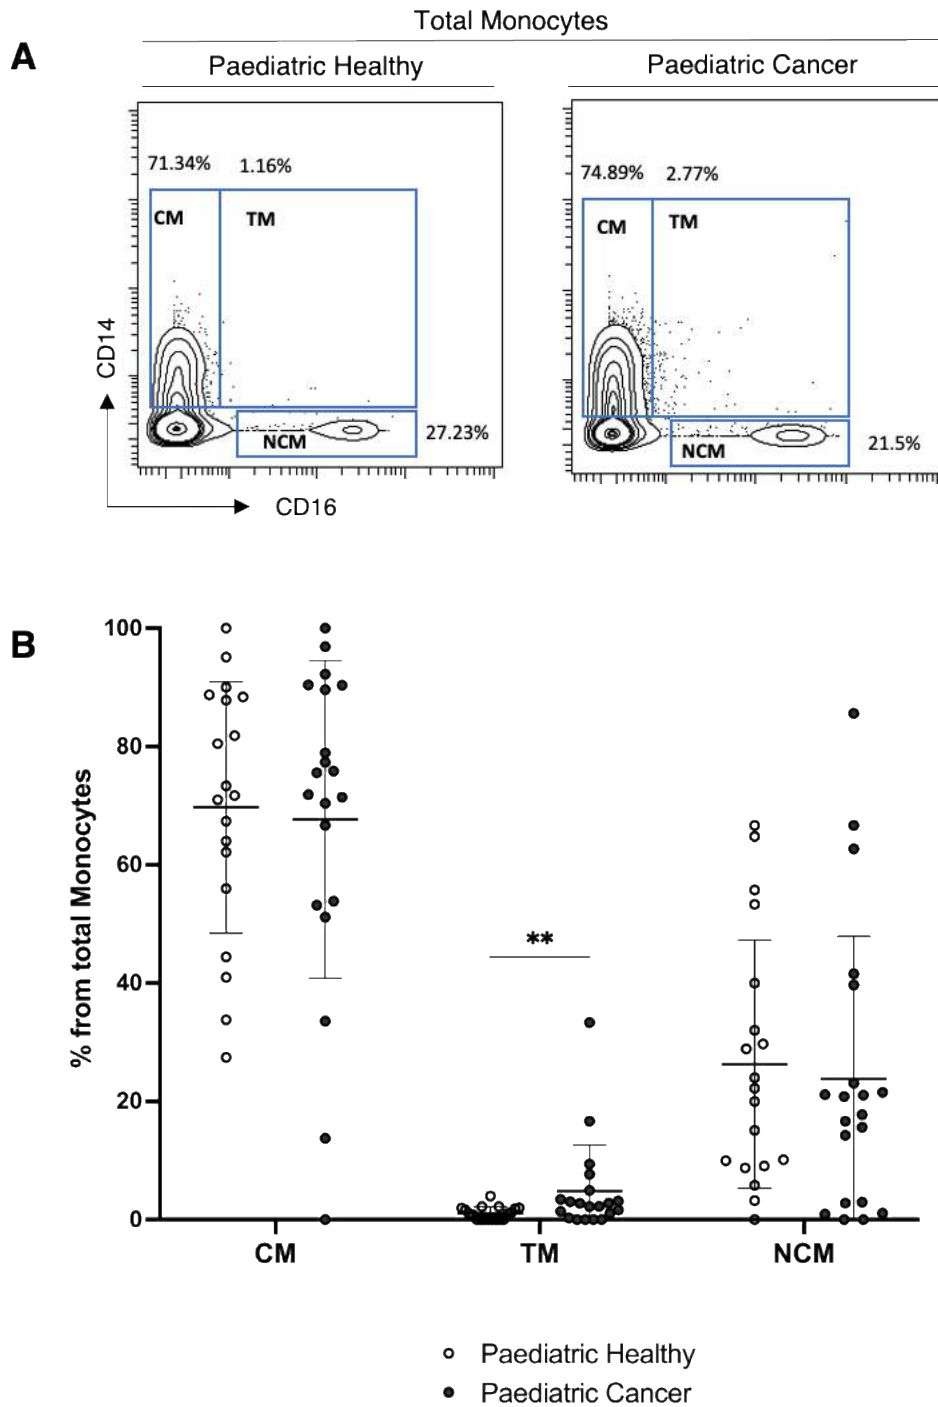 Total Monocytes
A
Paediatric Healthy
Paediatric Cancer
71.34% 1.16%
74.89% 2.77%
CM TM
CM TM
CD14
NCM 27.23%
NCM 21.5%
CD16
B
100
80
60
40
20
0
% from total Monocytes
**
CM TM NCM
Paediatric Healthy
Paediatric Cancer